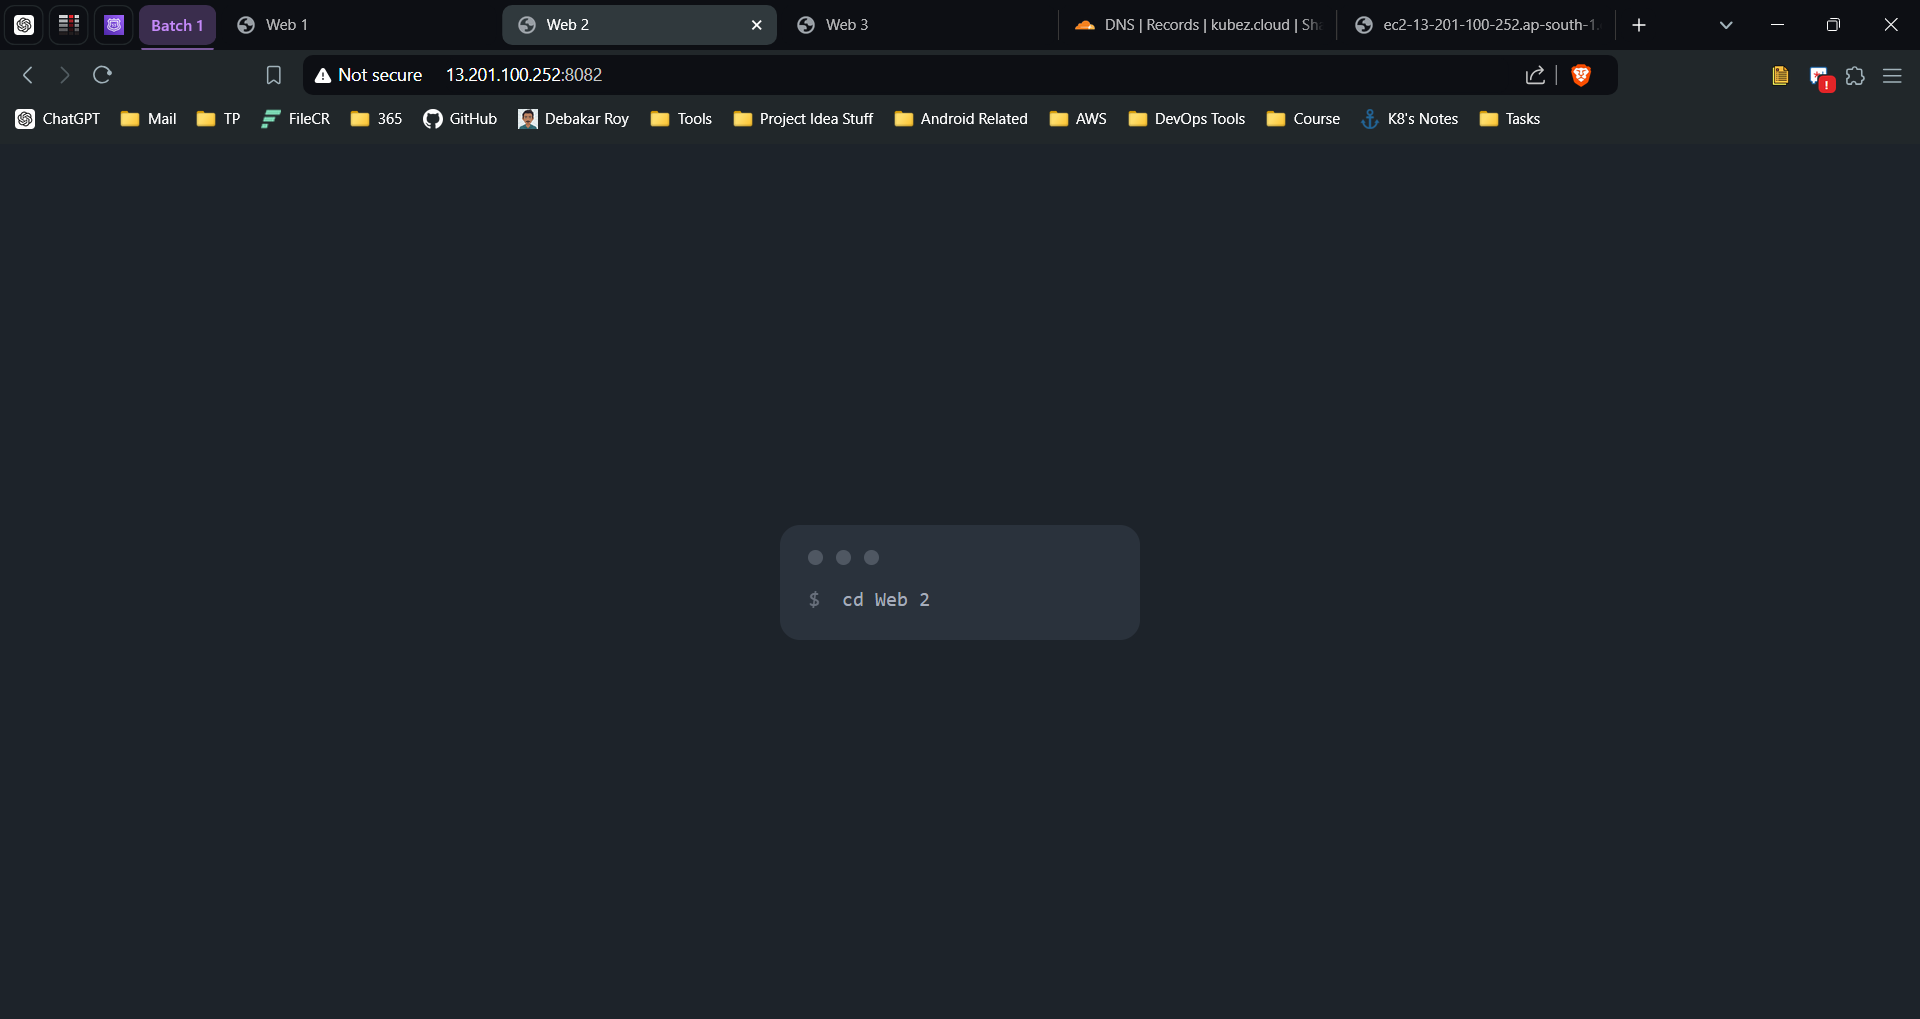 Batch 1
Web 1
Web 2
Web 3
DNS | Records | kubez.cloud | Sh
ec2-13-201-100-252.ap-south-1.
Not secure
13.201.100.252:8082
ChatGPT
Mail
TP
FileCR
365
GitHub
Debakar Roy
Tools
Project Idea Stuff
Android Related
AWS
DevOps Tools
Course
K8's Notes
Tasks
$ cd Web 2